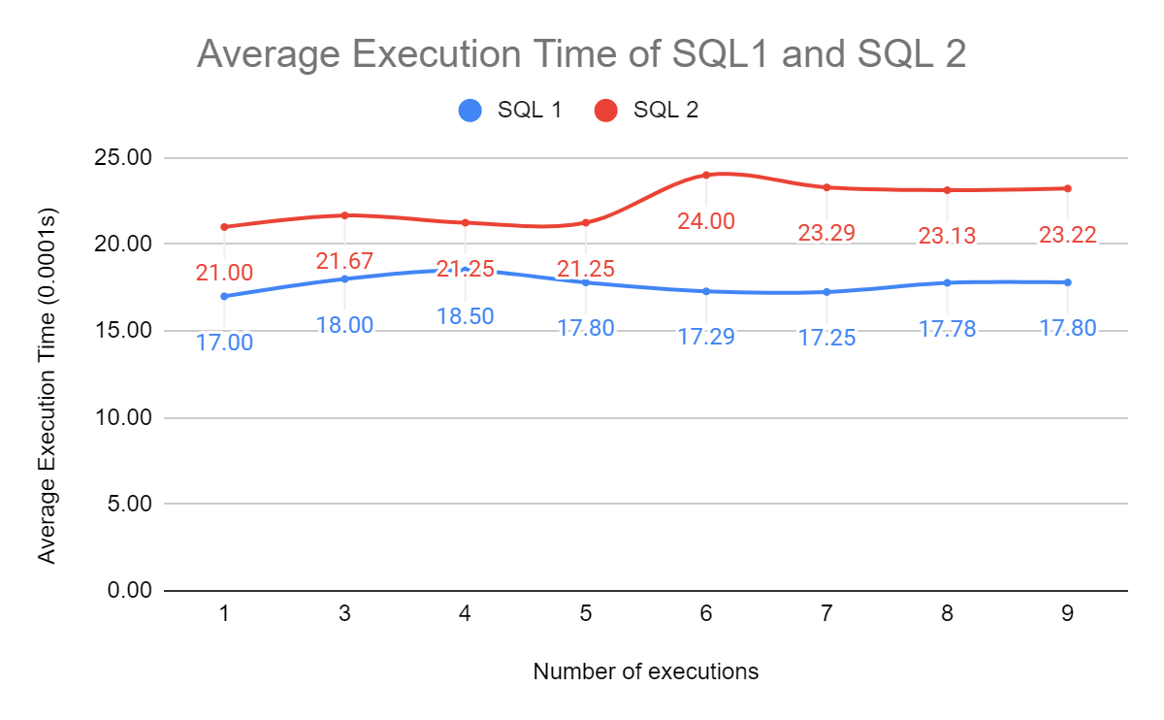 Average Execution Time of SQL1 and SQL 2
SQL 1 SQL 2
Average Execution Time (0.0001s)
25.00
20.00
15.00
10.00
5.00
0.00
21.00 21.67 21.25 21.25 24.00 23.29 23.13 23.22
17.00 18.00 18.50 17.80 17.29 17.25 17.78 17.80
1 3 4 5 6 7 8 9
Number of executions